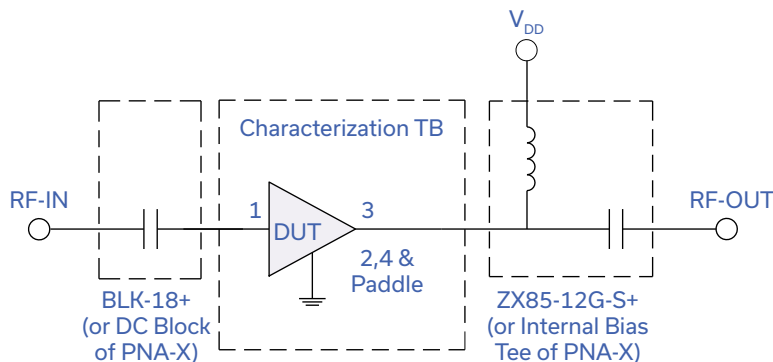 V_DD
Characterization TB
RF-IN
1
DUT
3
RF-OUT
2,4 &
Paddle
BLK-18+
(or DC Block
of PNA-X)
ZX85-12G-S+
(or Internal Bias
Tee of PNA-X)